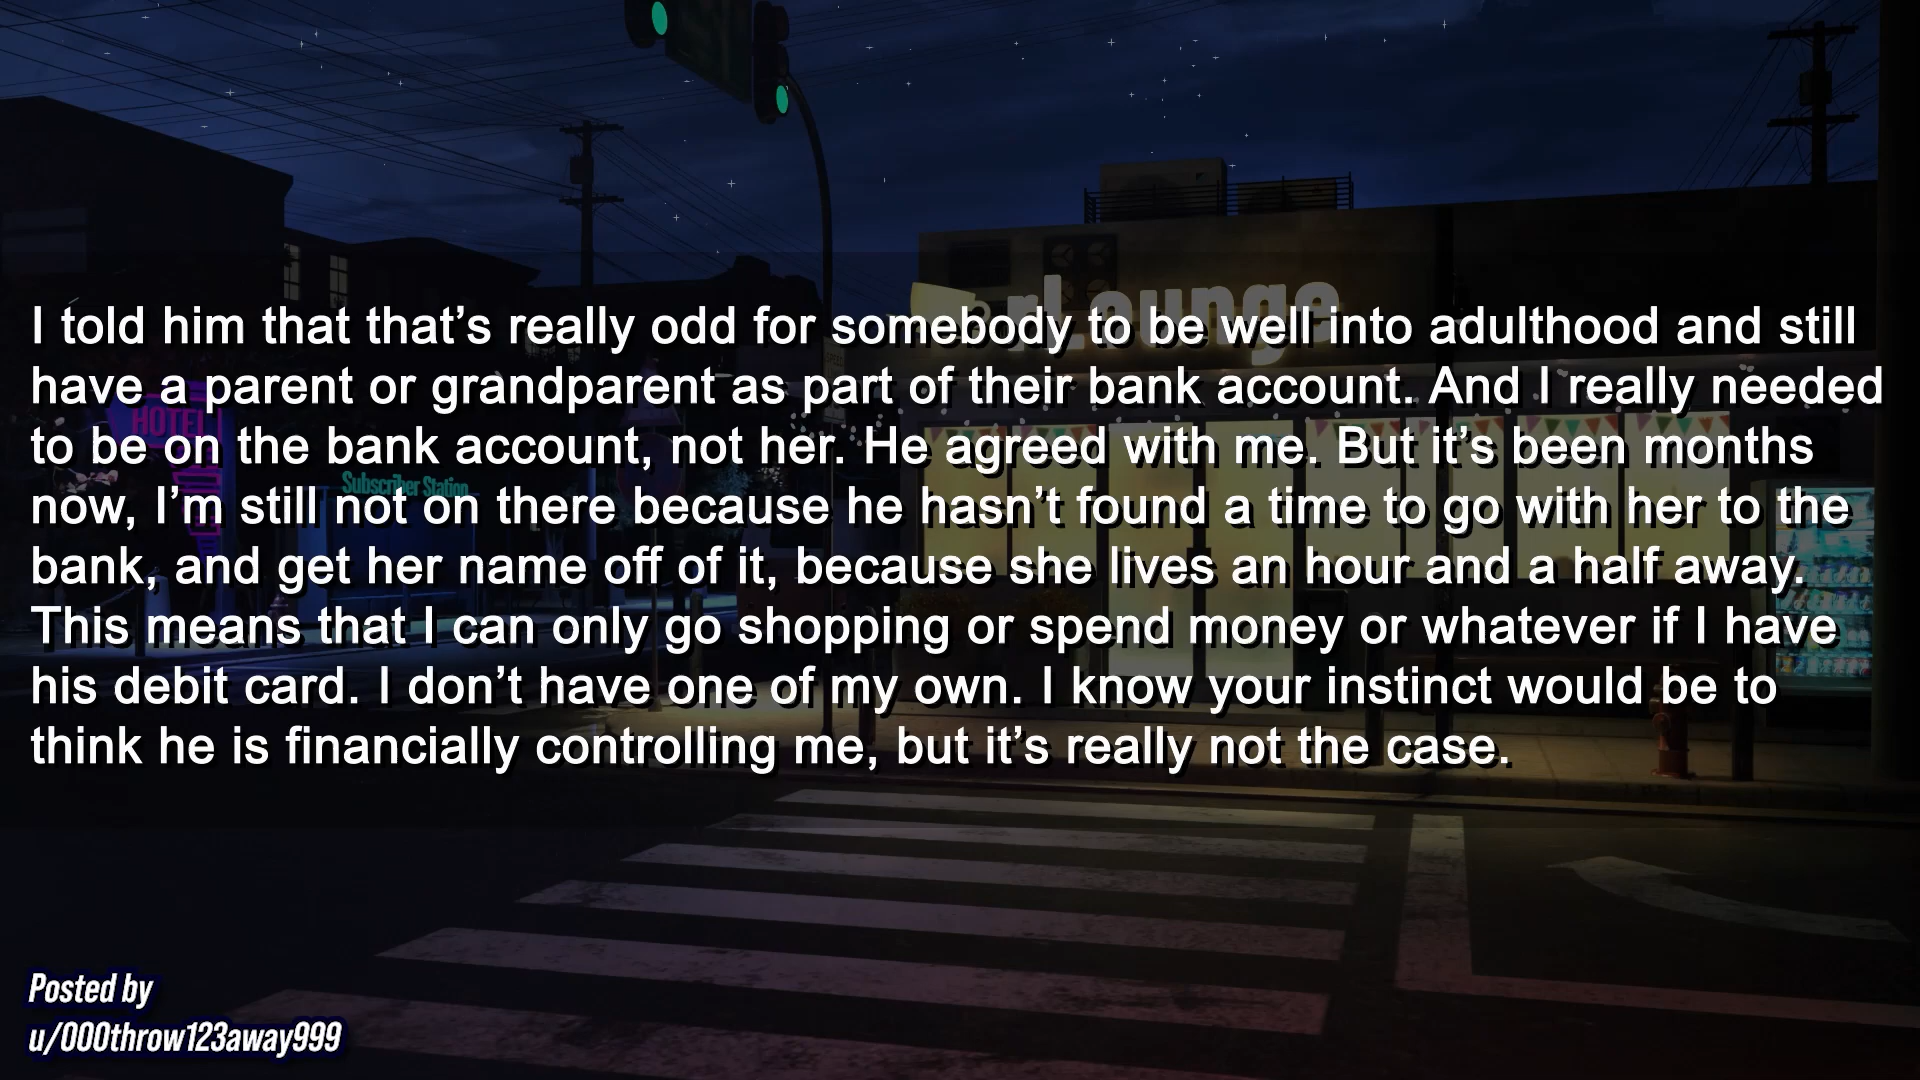 rLounge
I told him that that’s really odd for somebody to be well into adulthood and still
have a parent or grandparent as part of their bank account. And I really needed
to be on the bank account, not her. He agreed with me. But it’s been months
now, I’m still not on there because he hasn’t found a time to go with her to the
bank, and get her name off of it, because she lives an hour and a half away.
This means that I can only go shopping or spend money or whatever if I have
his debit card. I don’t have one of my own. I know your instinct would be to
think he is financially controlling me, but it’s really not the case.
HOTEL
Subscriber Station
Posted by
u/000throw123away999